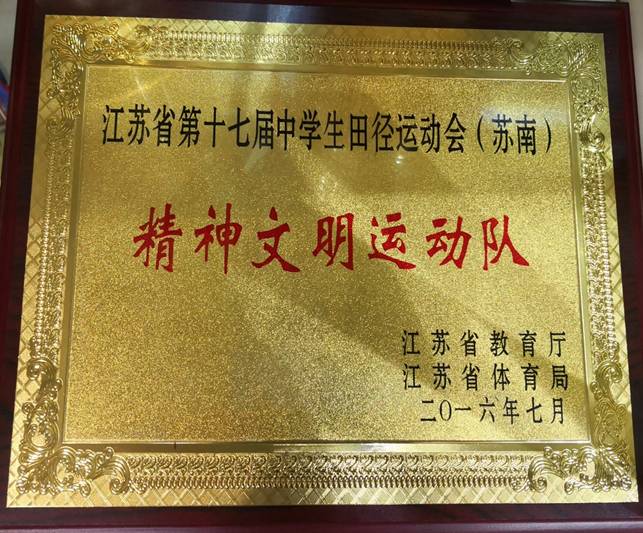 江苏省第十七届中学生田径运动会(苏南)
精神文明运动队
江苏省教育厅
江苏省体育局
二〇一六年七月